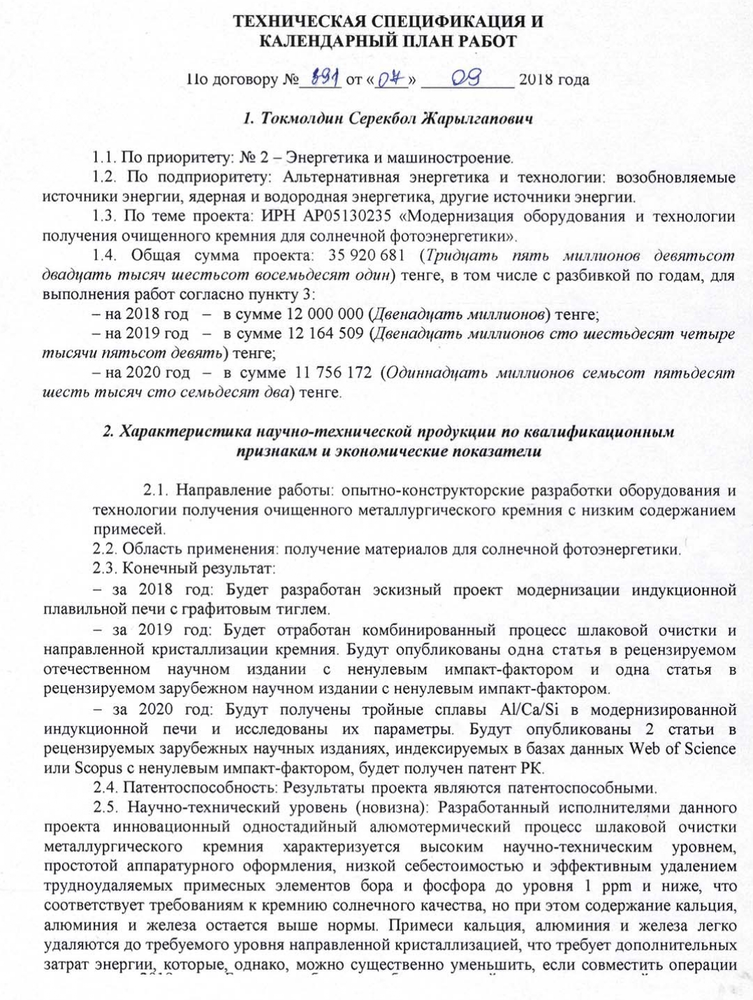 ТЕХНИЧЕСКАЯ СПЕЦИФИКАЦИЯ И
КАЛЕНДАРНЫЙ ПЛАН РАБОТ
По договору № 891 от «07» 09 2018 года
1. Токмолдин Серекбол Жарылгапович
1.1. По приоритету: № 2 – Энергетика и машиностроение.
1.2. По подприоритету: Альтернативная энергетика и технологии: возобновляемые
источники энергии, ядерная и водородная энергетика, другие источники энергии.
1.3. По теме проекта: ИРН АР05130235 «Модернизация оборудования и технологии
получения очищенного кремния для солнечной фотоэнергетики».
1.4. Общая сумма проекта: 35 920 681 (Тридцать пять миллионов девятьсот
двадцать тысяч шестьсот восемьдесят один) тенге, в том числе с разбивкой по годам, для
выполнения работ согласно пункту 3:
– на 2018 год – в сумме 12 000 000 (Двенадцать миллионов) тенге;
– на 2019 год – в сумме 12 164 509 (Двенадцать миллионов сто шестьдесят четыре
тысячи пятьсот девять) тенге;
– на 2020 год – в сумме 11 756 172 (Одиннадцать миллионов семьсот пятьдесят
шесть тысяч сто семьдесят два) тенге.
2. Характеристика научно-технической продукции по квалификационным
признакам и экономические показатели
2.1. Направление работы: опытно-конструкторские разработки оборудования и
технологии получения очищенного металлургического кремния с низким содержанием
примесей.
2.2. Область применения: получение материалов для солнечной фотоэнергетики.
2.3. Конечный результат:
– за 2018 год: Будет разработан эскизный проект модернизации индукционной
плавильной печи с графитовым тиглем.
– за 2019 год: Будет отработан комбинированный процесс шлаковой очистки и
направленной кристаллизации кремния. Будут опубликованы одна статья в рецензируемом
отечественном научном издании с ненулевым импакт-фактором и одна статья в
рецензируемом зарубежном научном издании с ненулевым импакт-фактором.
– за 2020 год: Будут получены тройные сплавы Al/Ca/Si в модернизированной
индукционной печи и исследованы их параметры. Будут опубликованы 2 статьи в
рецензируемых зарубежных научных изданиях, индексируемых в базах данных Web of Science
или Scopus с ненулевым импакт-фактором, будет получен патент РК.
2.4. Патентоспособность: Результаты проекта являются патентоспособными.
2.5. Научно-технический уровень (новизна): Разработанный исполнителями данного
проекта инновационный одностадийный алюмотермический процесс шлаковой очистки
металлургического кремния характеризуется высоким научно-техническим уровнем,
простотой аппаратурного оформления, низкой себестоимостью и эффективным удалением
трудноудаляемых примесных элементов бора и фосфора до уровня 1 ppm и ниже, что
соответствует требованиям к кремнию солнечного качества, но при этом содержание кальция,
алюминия и железа остается выше нормы. Примеси кальция, алюминия и железа легко
удаляются до требуемого уровня направленной кристаллизацией, что требует дополнительных
затрат энергии, которые, однако, можно существенно уменьшить, если совместить операции